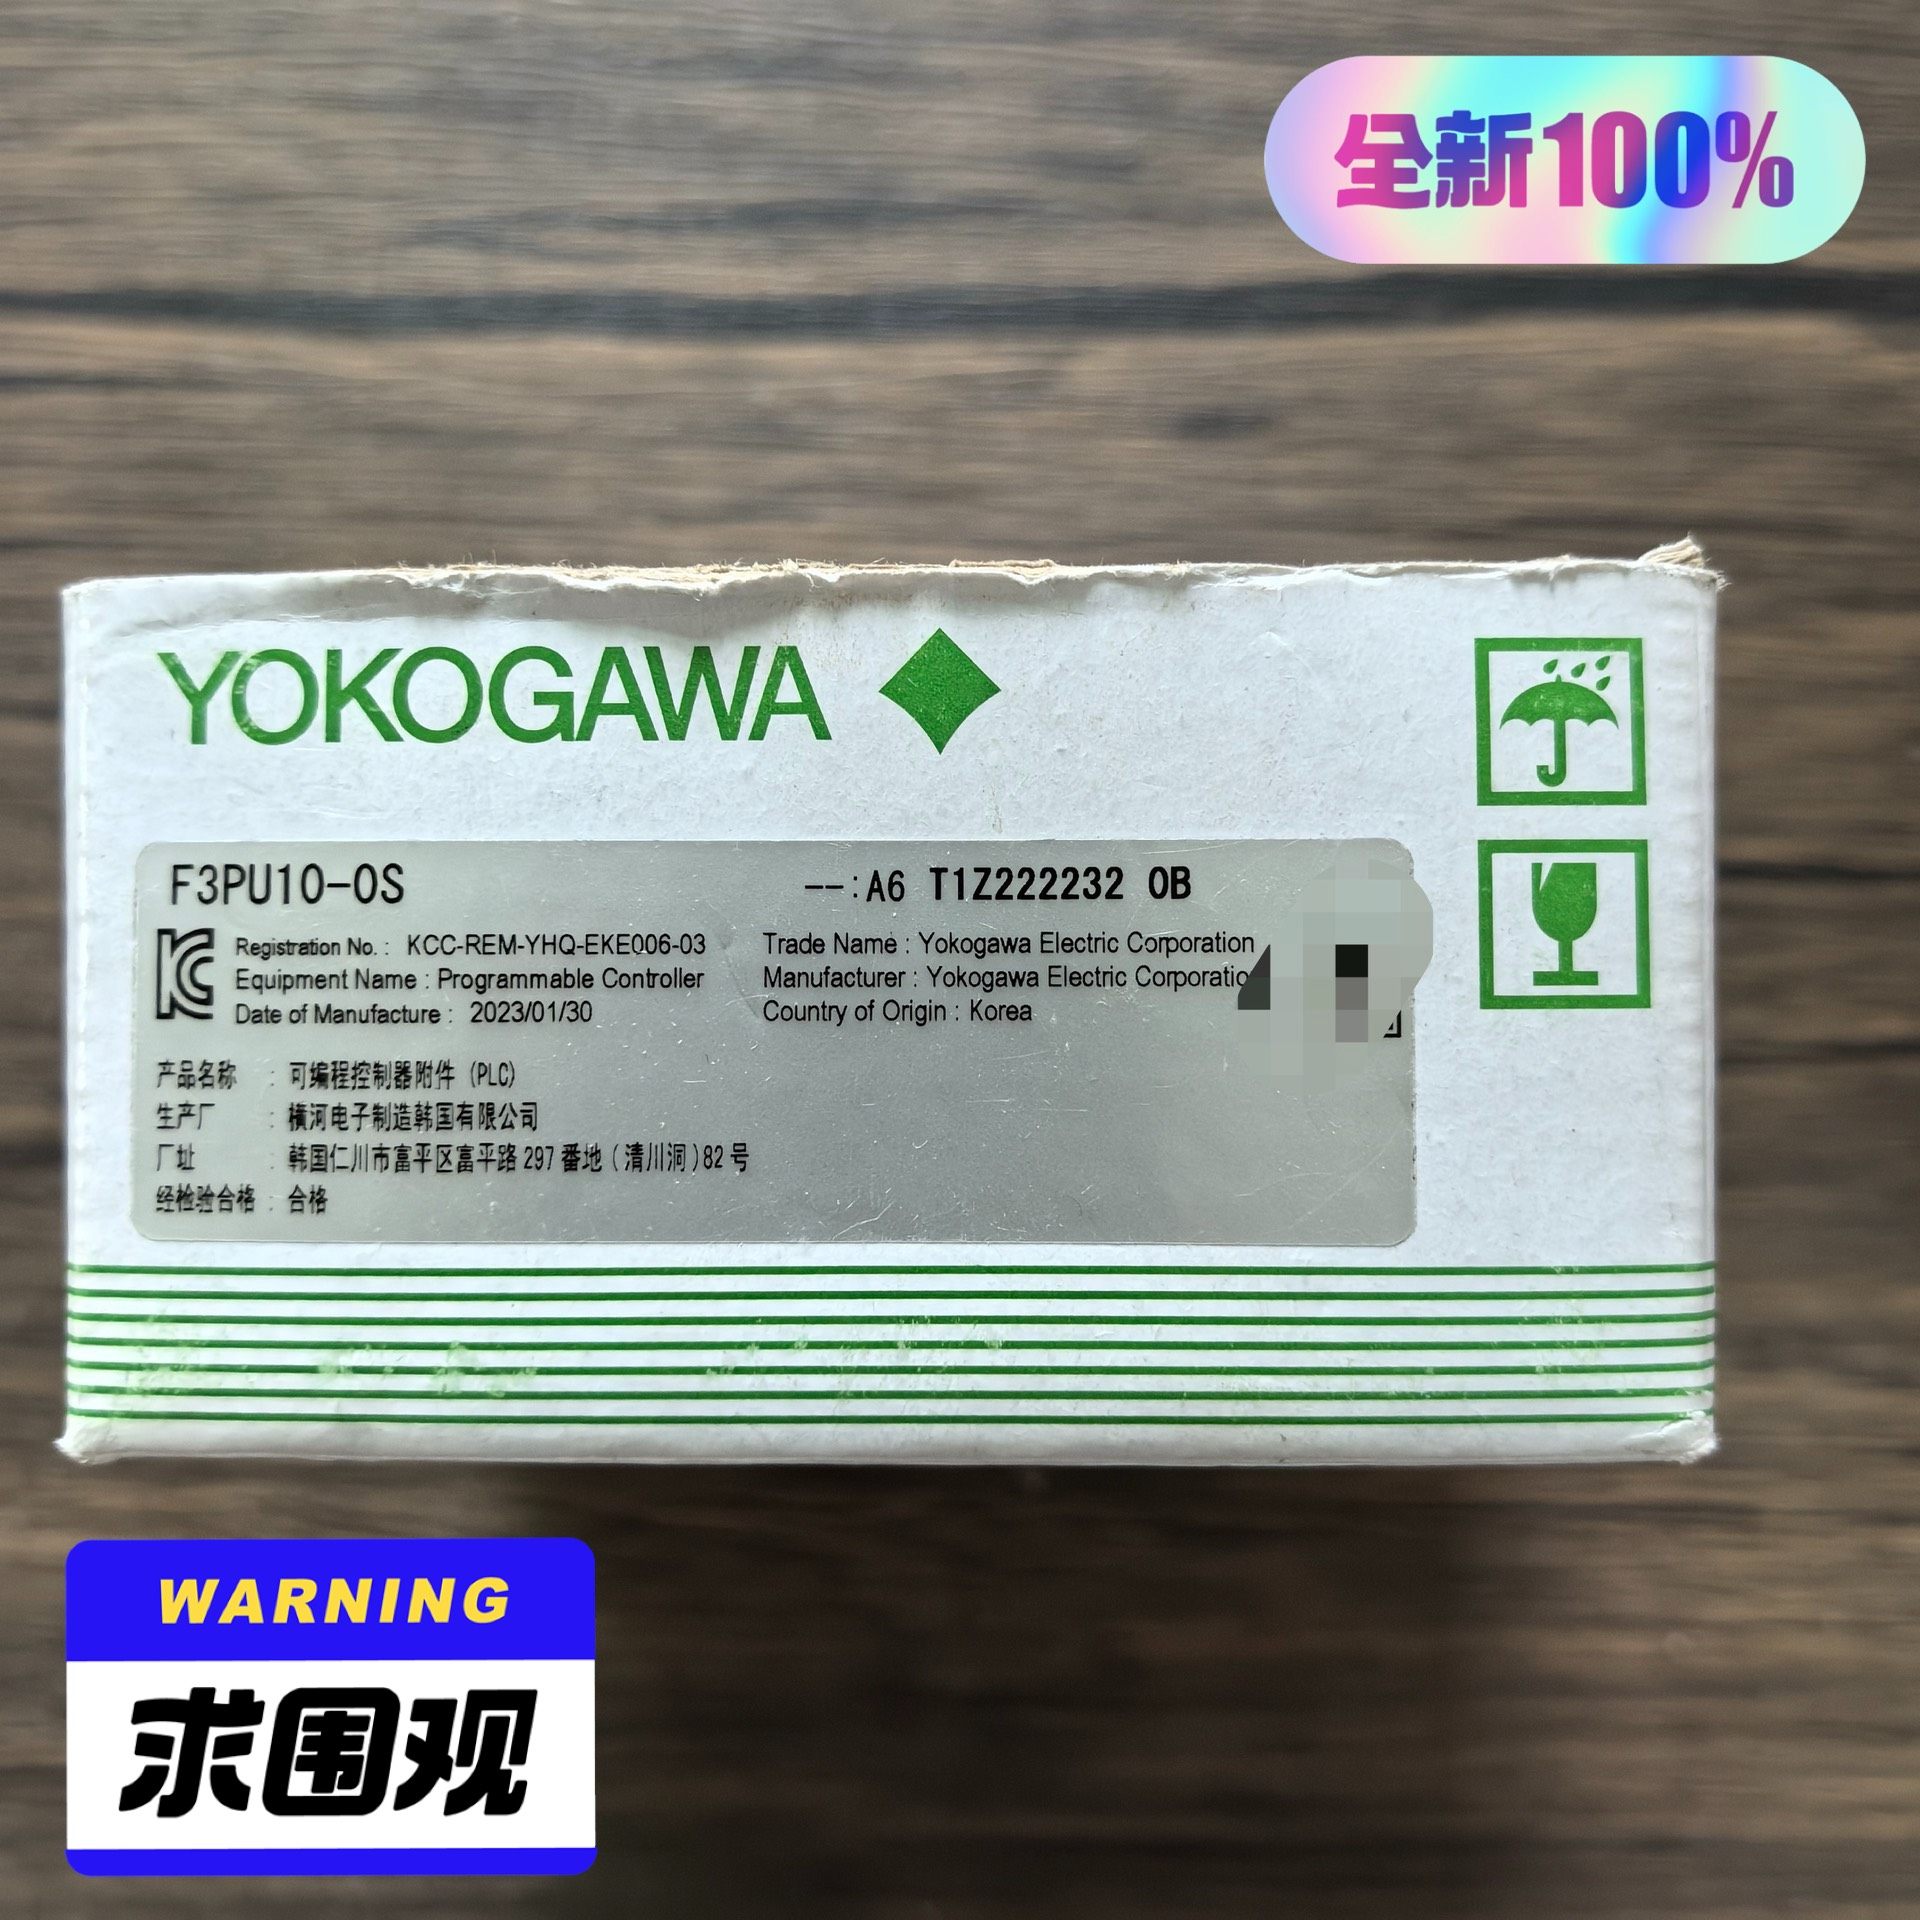 全新100%
YOKOGAWA
F3PU10-0S --:A6 T1Z222232 0B
Registration No. : KCC-REM-YHQ-EKE006-03
Equipment Name : Programmable Controller
Date of Manufacture : 2023/01/30
Trade Name : Yokogawa Electric Corporation
Manufacturer : Yokogawa Electric Corporatio
Country of Origin : Korea
产品名称 : 可编程控制器附件 (PLC)
生产厂 : 横河电子制造韩国有限公司
厂址 : 韩国仁川市富平区富平路 297 番地 (清川洞) 82 号
经检验合格 : 合格
WARNING
求围观